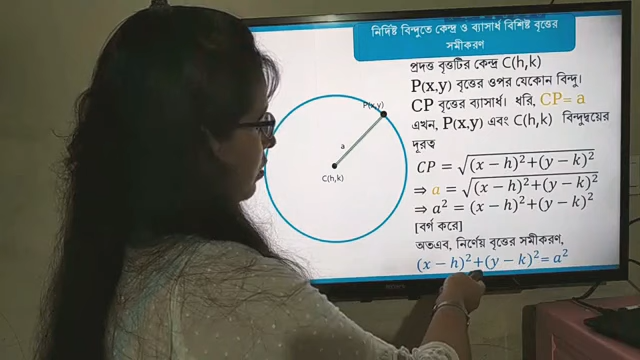 নির্দিষ্ট বিন্দুতে কেন্দ্র ও ব্যাসার্ধ বিশিষ্ট বৃত্তের
সমীকরণ
প্রদত্ত বৃত্তটির কেন্দ্র C(h,k)
P(x,y) বৃত্তের ওপর যেকোন বিন্দু।
CP বৃত্তের ব্যাসার্ধ। ধরি, CP= a
এখন, P(x,y) এবং C(h,k) বিন্দুদ্বয়ের
দূরত্ব
CP = √(x − h)²+(y − k)²
⇒ a = √(x − h)²+(y − k)²
⇒ a² = (x − h)²+(y − k)²
[বর্গ করে]
অতএব, নির্ণেয় বৃত্তের সমীকরণ,
(x − h)²+(y − k)²= a²
P(x,y)
a
C(h,k)